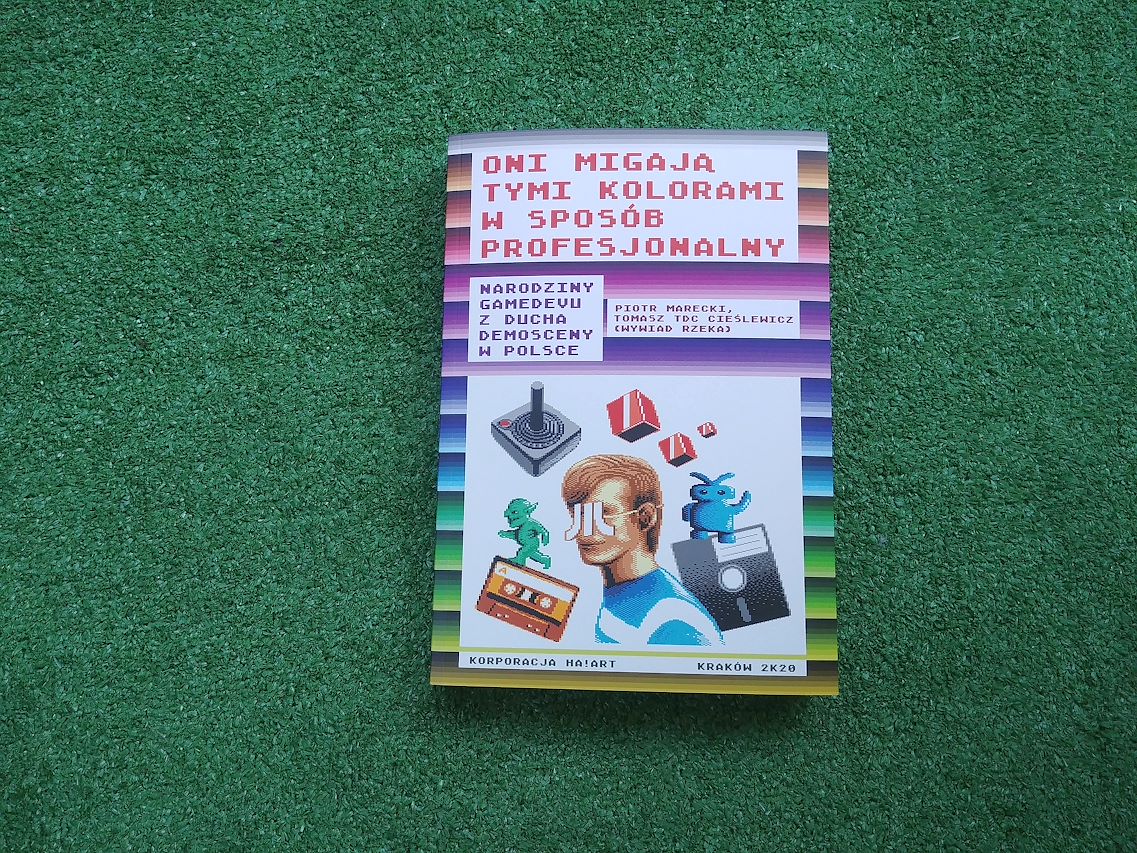 ONI MIGAJĄ
TYMI KOLORAMI
W SPOSÓB
PROFESJONALNY
NARODZINY
GAMEDEVU
Z DUCHA
DEMOSCENY
W POLSCE
PIOTR MARECKI,
TOMASZ TDC CIEŚLEWICZ
(WYWIAD RZEKA)
A
KORPORACJA HA!ART
KRAKÓW 2K20